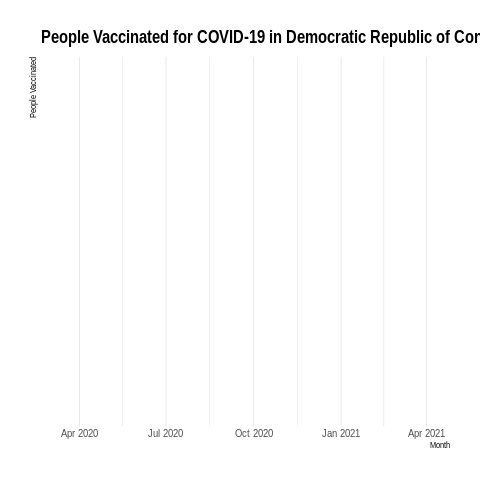 People Vaccinated for COVID-19 in Democratic Republic of Con
People Vaccinated
Apr 2020 Jul 2020 Oct 2020 Jan 2021 Apr 2021
Month